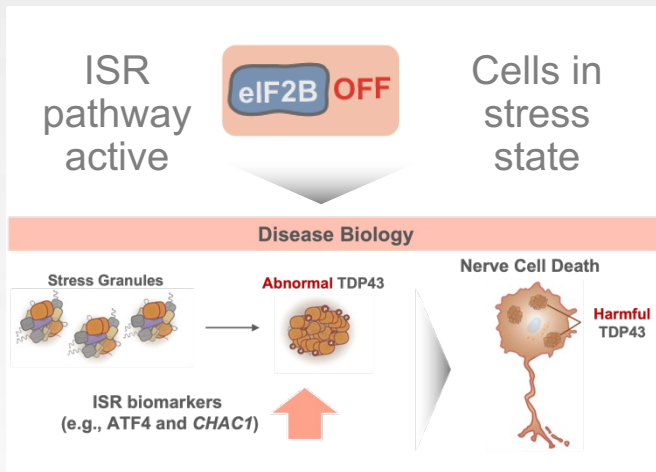 ISR
pathway
active
eIF2B OFF
Cells in
stress
state
Disease Biology
Stress Granules
Abnormal TDP43
Nerve Cell Death
Harmful
TDP43
ISR biomarkers
(e.g., ATF4 and CHAC1)